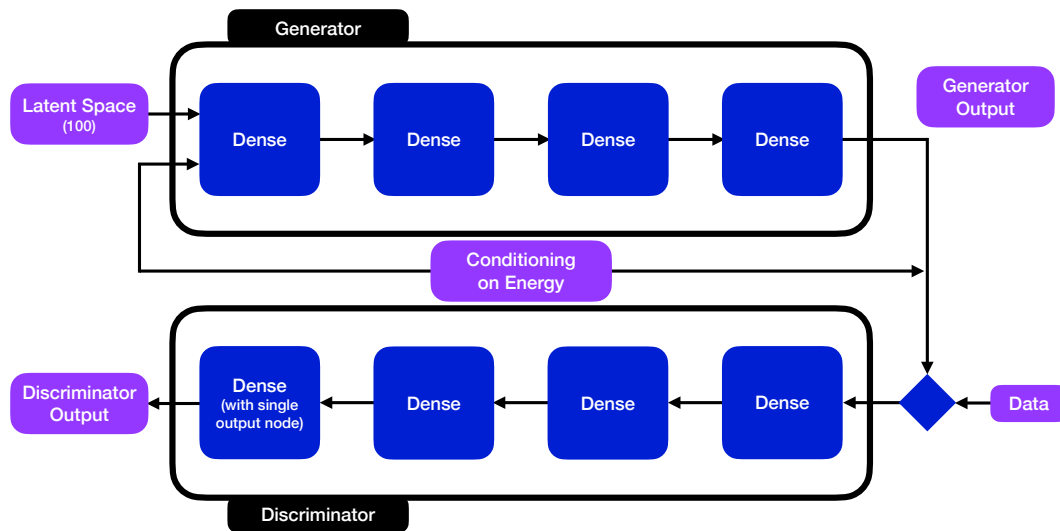 Generator
Latent Space
(100)
Dense
Dense
Dense
Dense
Generator
Output
Conditioning
on Energy
Discriminator
Output
Dense
(with single
output node)
Dense
Dense
Dense
Data
Discriminator